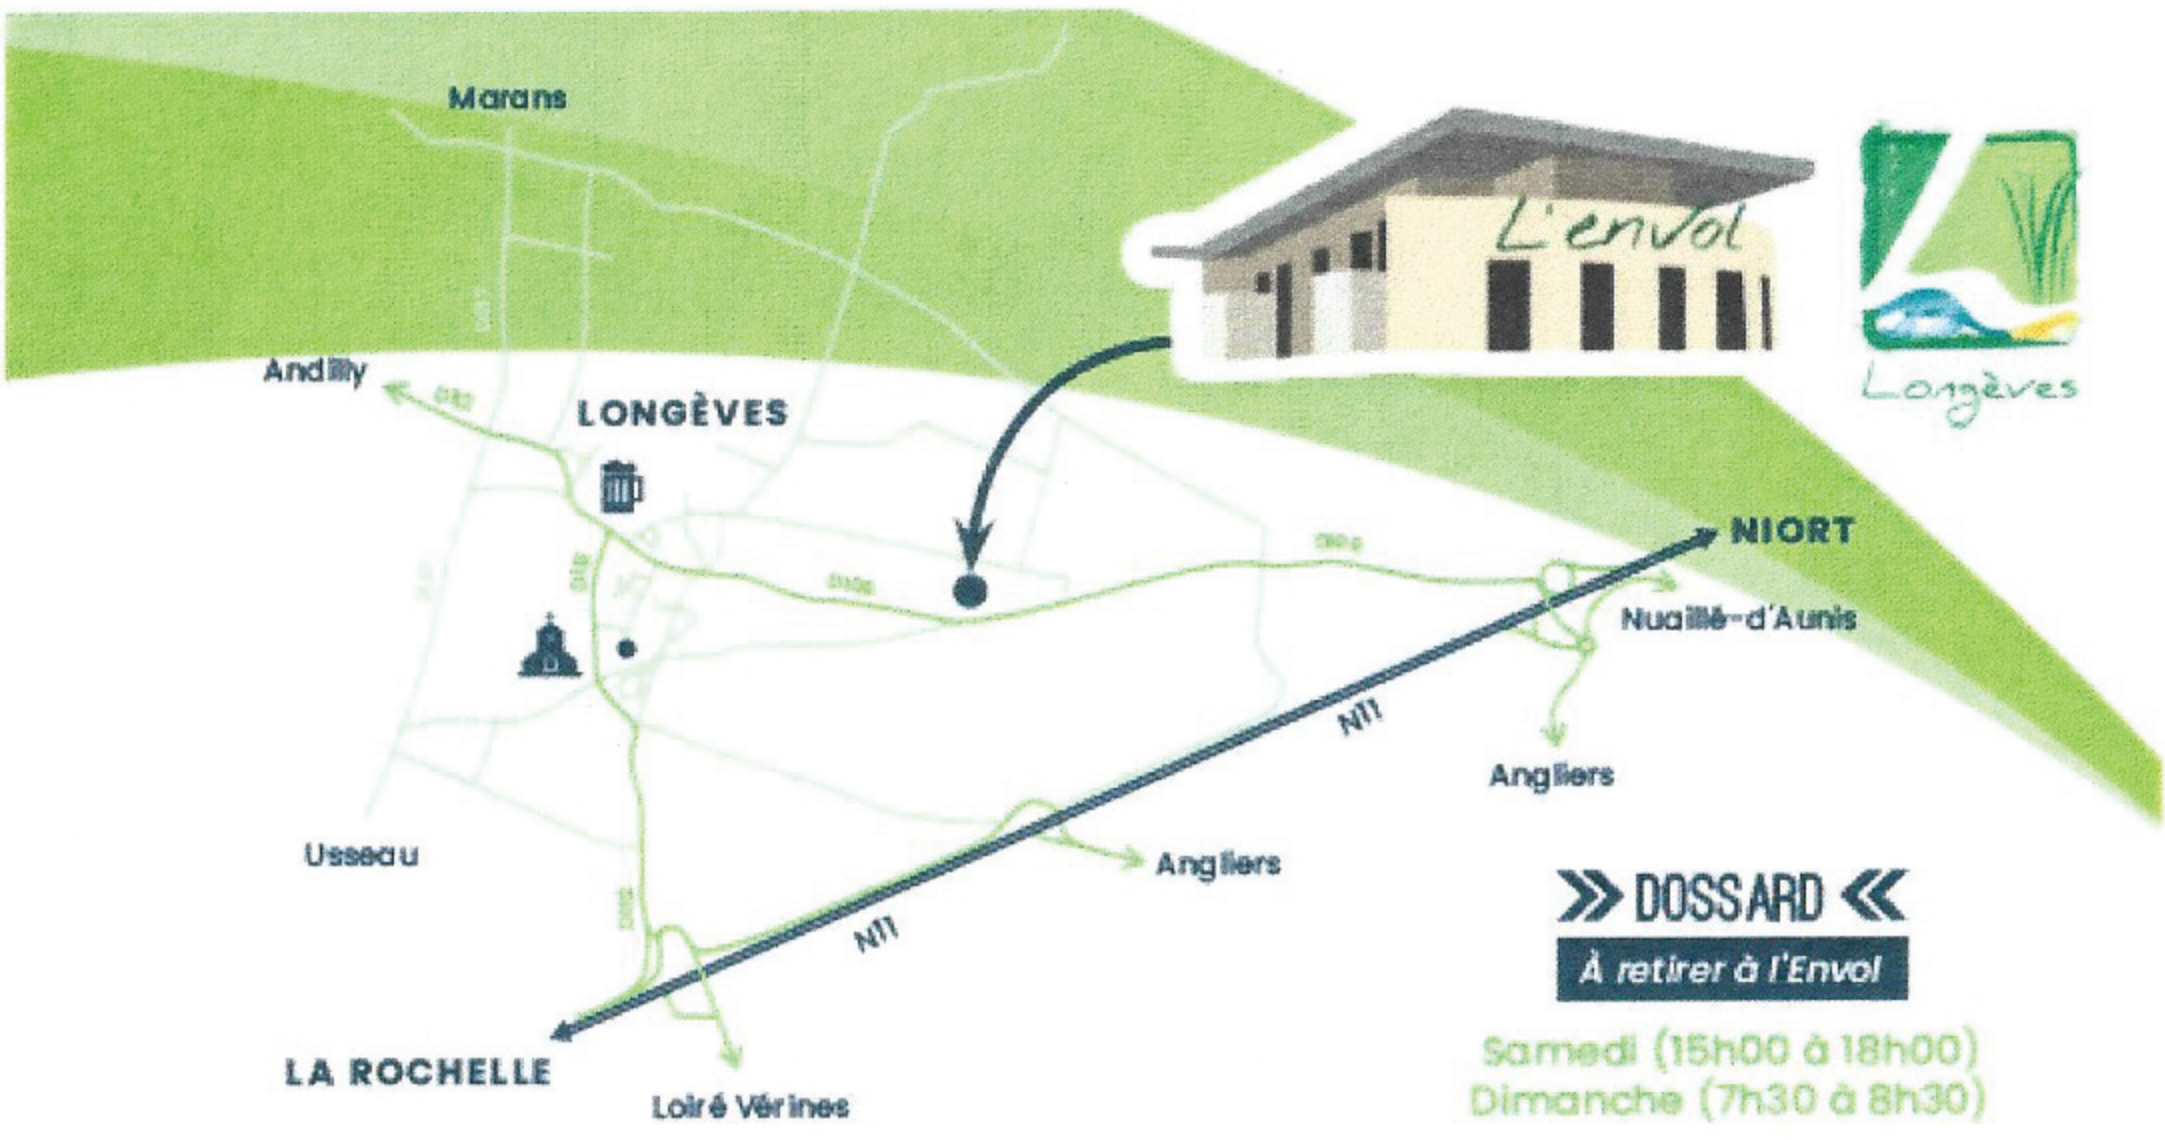 Marans
L'envol
Longèves
Andilly
LONGÈVES
NIORT
Nuaillé-d'Aunis
N11
Angliers
Usseau
Angliers
N11
DOSSARD
À retirer à l'Envol
LA ROCHELLE
Loiré Vérines
Samedi (15h00 à 18h00)
Dimanche (7h30 à 8h30)